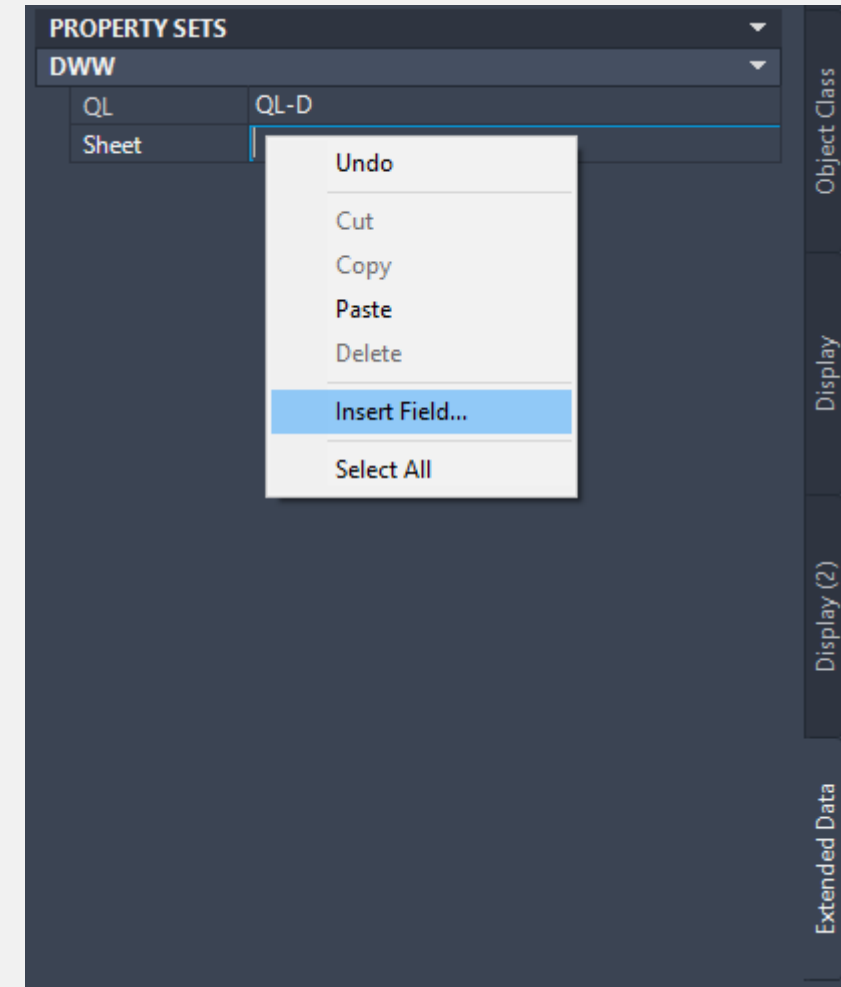 PROPERTY SETS
DWW
QL QL-D
Sheet
Undo
Cut
Copy
Paste
Delete
Insert Field...
Select All
Object Class
Display
Display (2)
Extended Data